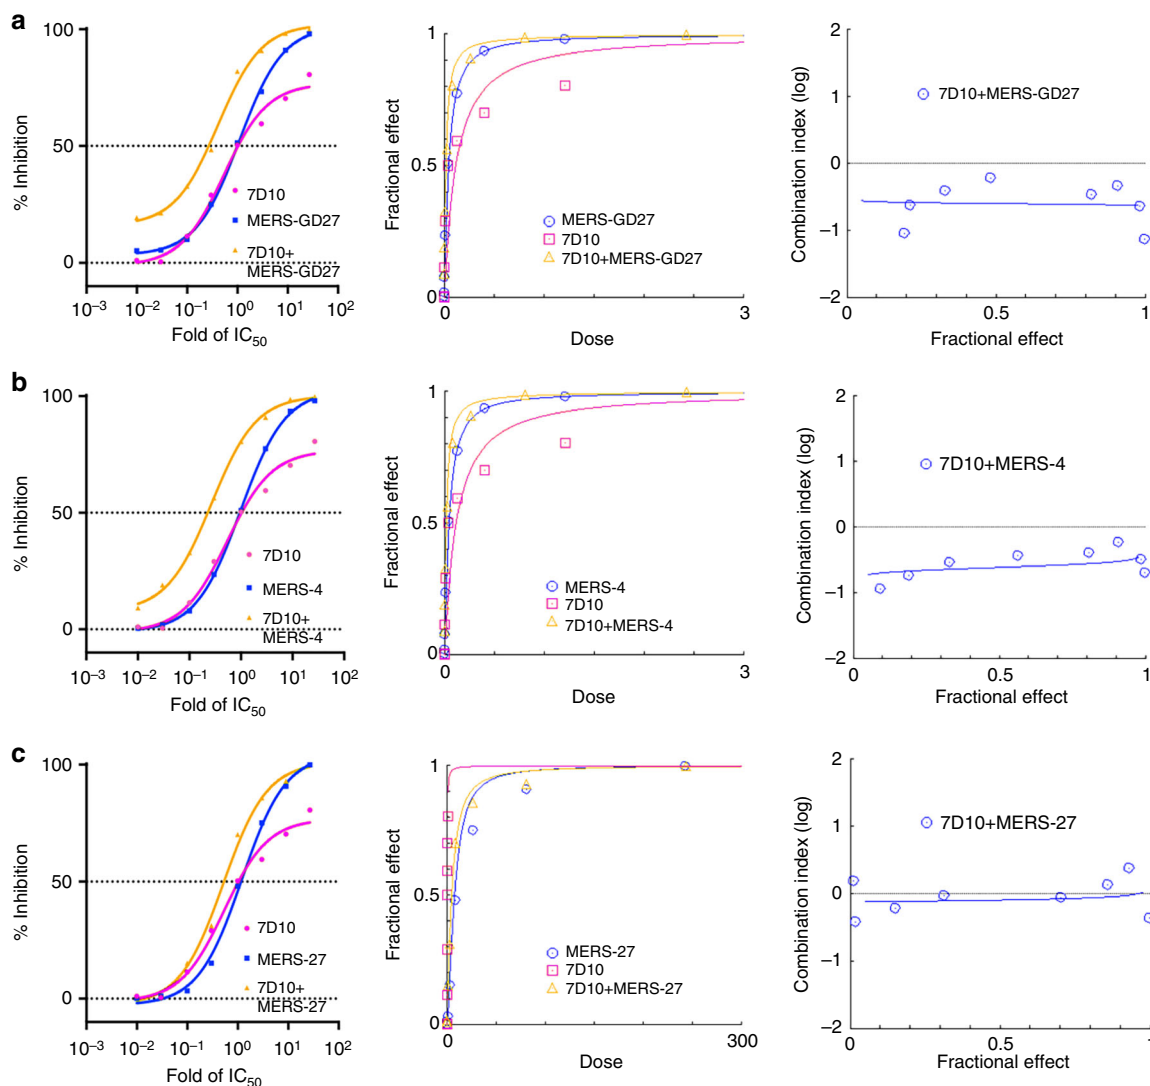 a
100
50
0
% Inhibition
7D10
MERS-GD27
7D10+
MERS-GD27
10⁻³ 10⁻² 10⁻¹ 10⁰ 10¹ 10²
Fold of IC₅₀
1
0.5
0
Fractional effect
MERS-GD27
7D10
7D10+MERS-GD27
0 3
Dose
2
1
0
–1
–2
Combination index (log)
7D10+MERS-GD27
0 0.5 1
Fractional effect
b
100
50
0
% Inhibition
7D10
MERS-4
7D10+
MERS-4
10⁻³ 10⁻² 10⁻¹ 10⁰ 10¹ 10²
Fold of IC₅₀
1
0.5
0
Fractional effect
MERS-4
7D10
7D10+MERS-4
0 3
Dose
2
1
0
–1
–2
Combination index (log)
7D10+MERS-4
0 0.5 1
Fractional effect
c
100
50
0
% Inhibition
7D10
MERS-27
7D10+
MERS-27
10⁻³ 10⁻² 10⁻¹ 10⁰ 10¹ 10²
Fold of IC₅₀
1
0.5
0
Fractional effect
MERS-27
7D10
7D10+MERS-27
0 300
Dose
2
1
0
–1
–2
Combination index (log)
7D10+MERS-27
0 0.5 1
Fractional effect